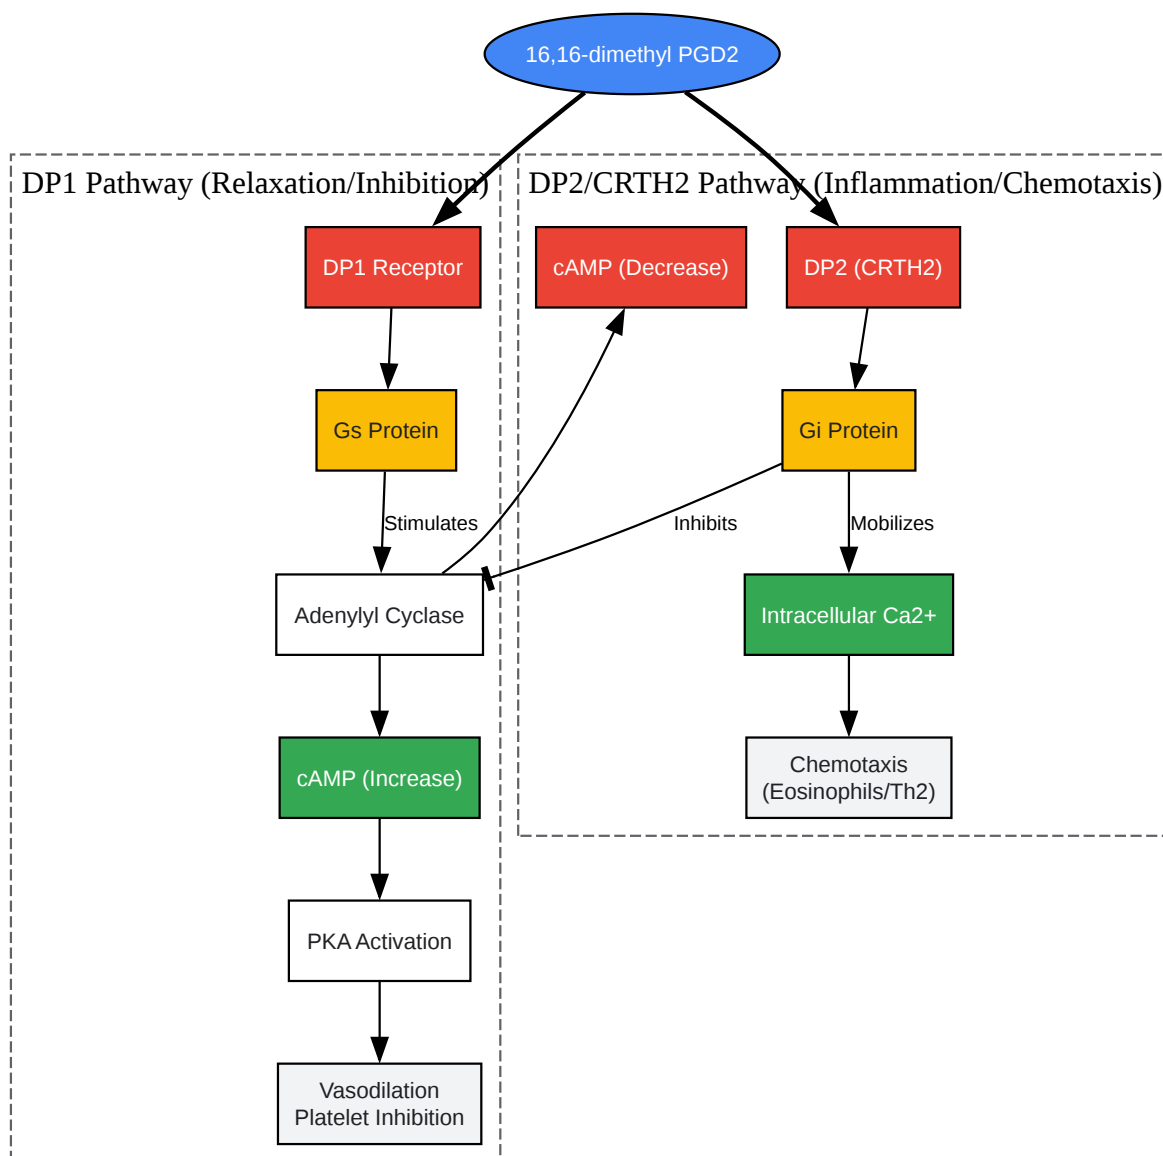 16,16-dimethyl PGD2
DP1 Pathway (Relaxation/Inhibition)
DP2/CRTH2 Pathway (Inflammation/Chemotaxis)
DP1 Receptor
cAMP (Decrease)
DP2 (CRTH2)
Gs Protein
Gi Protein
Stimulates
Inhibits
Mobilizes
Adenylyl Cyclase
Intracellular Ca2+
cAMP (Increase)
Chemotaxis
(Eosinophils/Th2)
PKA Activation
Vasodilation
Platelet Inhibition